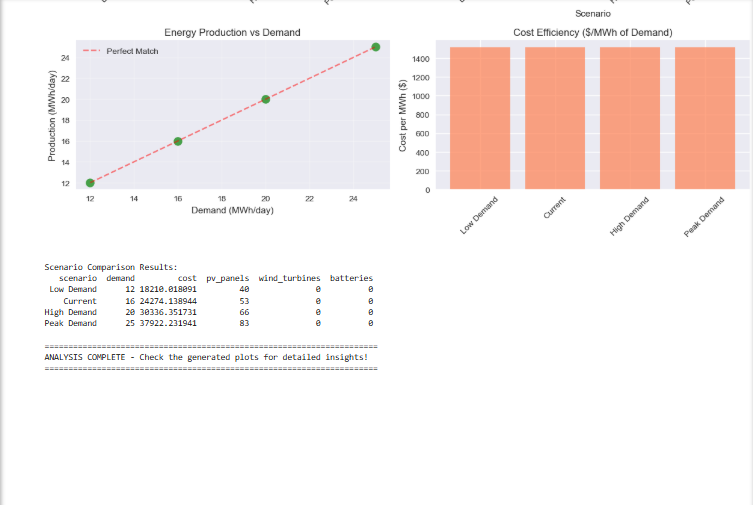 Scenario
Energy Production vs Demand
Cost Efficiency ($/MWh of Demand)
Perfect Match
Production (MWh/day)
24
22
20
18
16
14
12
12 14 16 18 20 22 24
Demand (MWh/day)
Cost per MWh ($)
1400
1200
1000
800
600
400
200
0
Low Demand
Current
High Demand
Peak Demand
Scenario Comparison Results:
scenario demand cost pv_panels wind_turbines batteries
Low Demand 12 18210.018091 40 0 0
Current 16 24274.138944 53 0 0
High Demand 20 30336.351731 66 0 0
Peak Demand 25 37922.231941 83 0 0
ANALYSIS COMPLETE - Check the generated plots for detailed insights!